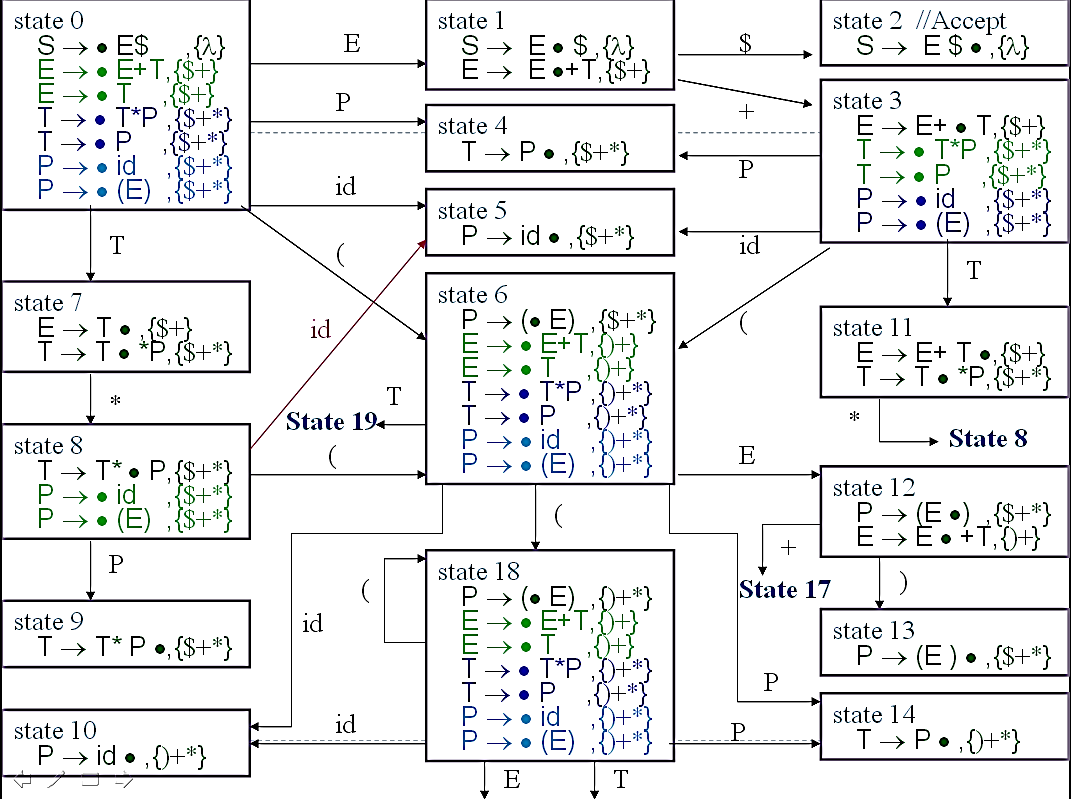 state 0
S → • E$ ,{λ}
E → • E+T,{$+}
E → • T ,{$+}
T → • T*P ,{$+*}
T → • P ,{$+*}
P → • id ,{$+*}
P → • (E) ,{$+*}
E
P
id
(
T
state 1
S → E • $ ,{λ}
E → E • +T,{$+}
$
+
state 2 //Accept
S → E $ • ,{λ}
state 3
E → E+ • T,{$+}
T → • T*P ,{$+*}
T → • P ,{$+*}
P → • id ,{$+*}
P → • (E) ,{$+*}
P
id
(
T
state 4
T → P • ,{$+*}
state 5
P → id • ,{$+*}
state 6
P → (• E) ,{$+*}
E → • E+T,{)+}
E → • T ,{)+}
T → • T*P ,{)+*}
T → • P ,{)+*}
P → • id ,{)+*}
P → • (E) ,{)+*}
T
State 19
E
(
id
P
state 7
E → T • ,{$+}
T → T • *P,{$+*}
*
state 8
T → T* • P,{$+*}
P → • id ,{$+*}
P → • (E) ,{$+*}
id
(
P
state 9
T → T* P •,{$+*}
state 10
P → id • ,{)+*}
state 11
E → E+ T •,{$+}
T → T • *P,{$+*}
*
State 8
state 12
P → (E •) ,{$+*}
E → E • +T,{)+}
+
State 17
)
state 13
P → (E ) • ,{$+*}
state 14
T → P • ,{)+*}
state 18
P → (• E) ,{)+*}
E → • E+T,{)+}
E → • T ,{)+}
T → • T*P ,{)+*}
T → • P ,{)+*}
P → • id ,{)+*}
P → • (E) ,{)+*}
(
id
P
E
T